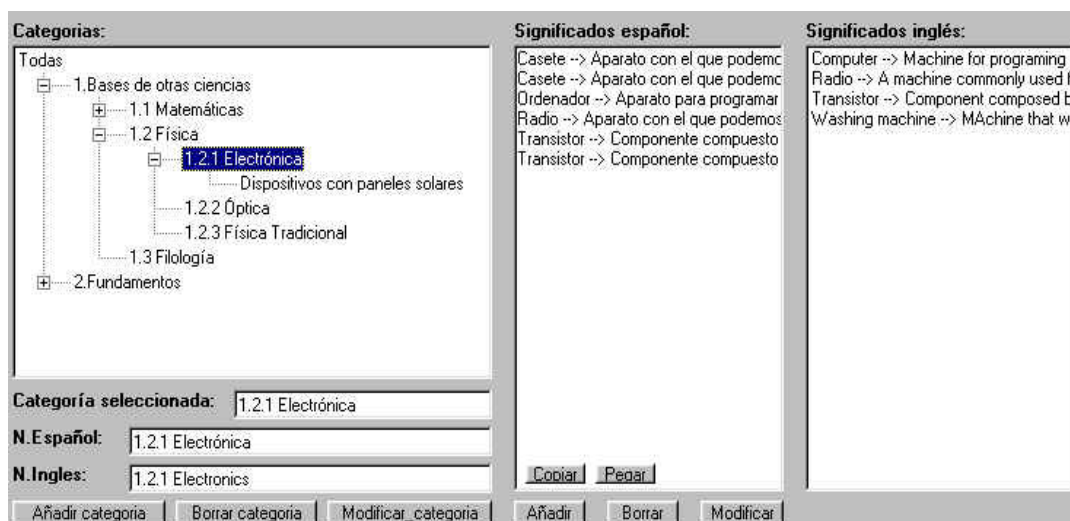 Categorias:
Todas
1.Bases de otras ciencias
1.1 Matemáticas
1.2 Física
1.2.1 Electrónica
Dispositivos con paneles solares
1.2.2 Óptica
1.2.3 Física Tradicional
1.3 Filología
2.Fundamentos
Categoría seleccionada: 1.2.1 Electrónica
N.Español: 1.2.1 Electrónica
N.Ingles: 1.2.1 Electronics
Añadir categoria Borrar categoria Modificar_categoria
Significados español:
Casete --> Aparato con el que podemo
Casete --> Aparato con el que podemo
Ordenador --> Aparato para programar
Radio --> Aparato con el que podemos
Transistor --> Componente compuesto
Transistor --> Componente compuesto
Copiar Pegar
Añadir Borrar Modificar
Significados inglés:
Computer --> Machine for programing
Radio --> A machine commonly used
Transistor --> Component composed
Washing machine --> MAchine that